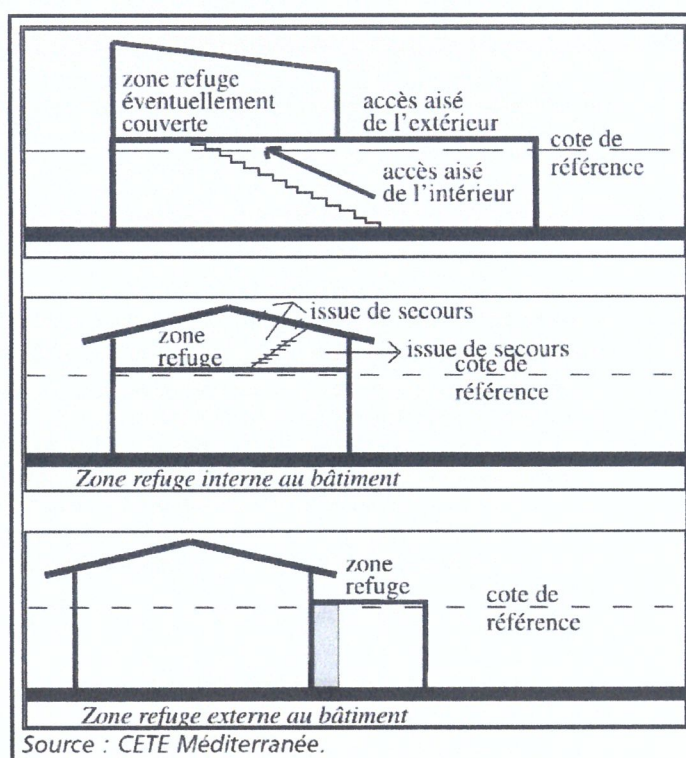 zone refuge
éventuellement
couverte
accès aisé
de l'extérieur
cote de
référence
accès aisé
de l'intérieur
issue de secours
zone
refuge
issue de secours
cote de
référence
Zone refuge interne au bâtiment
zone
refuge
cote de
référence
Zone refuge externe au bâtiment
Source : CETE Méditerranée.